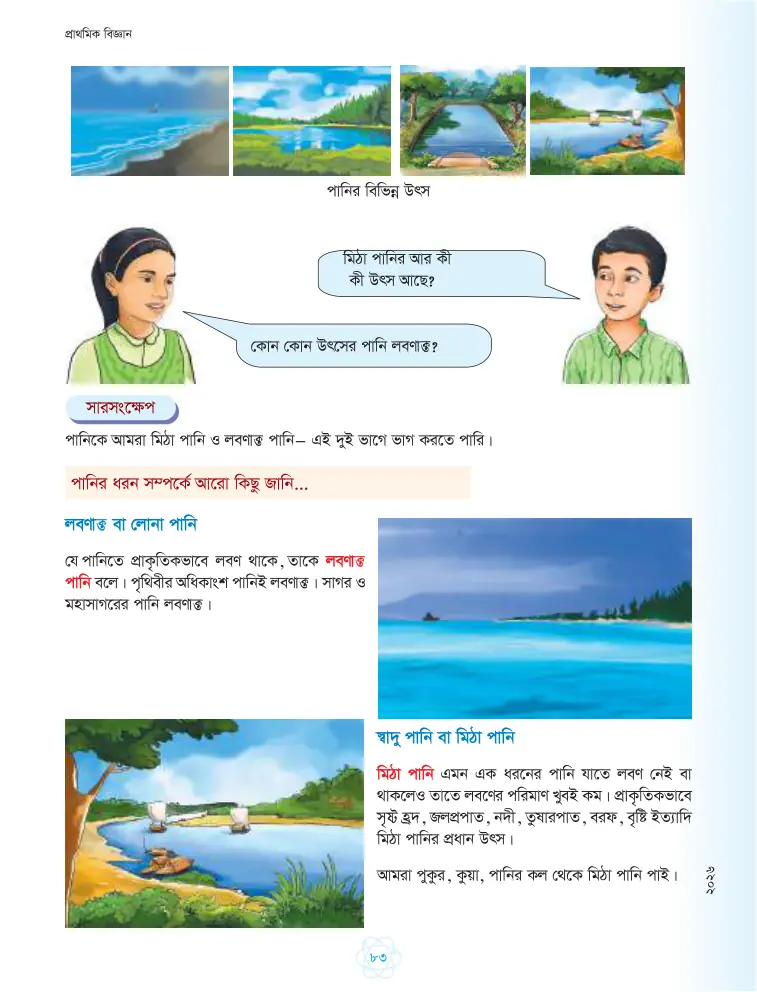 প্রাথমিক বিজ্ঞান
পানির বিভিন্ন উৎস
মিঠা পানির আর কী
কী উৎস আছে?
কোন কোন উৎসের পানি লবণাক্ত?
সারসংক্ষেপ
পানিকে আমরা মিঠা পানি ও লবণাক্ত পানি– এই দুই ভাগে ভাগ করতে পারি।
পানির ধরন সম্পর্কে আরো কিছু জানি...
লবণাক্ত বা লোনা পানি
যে পানিতে প্রাকৃতিকভাবে লবণ থাকে, তাকে লবণাক্ত
পানি বলে। পৃথিবীর অধিকাংশ পানিই লবণাক্ত। সাগর ও
মহাসাগরের পানি লবণাক্ত।
স্বাদু পানি বা মিঠা পানি
মিঠা পানি এমন এক ধরনের পানি যাতে লবণ নেই বা
থাকলেও তাতে লবণের পরিমাণ খুবই কম। প্রাকৃতিকভাবে
সৃষ্ট হ্রদ, জলপ্রপাত, নদী, তুষারপাত, বরফ, বৃষ্টি ইত্যাদি
মিঠা পানির প্রধান উৎস।
আমরা পুকুর, কুয়া, পানির কল থেকে মিঠা পানি পাই।
২০২৬
৮৩